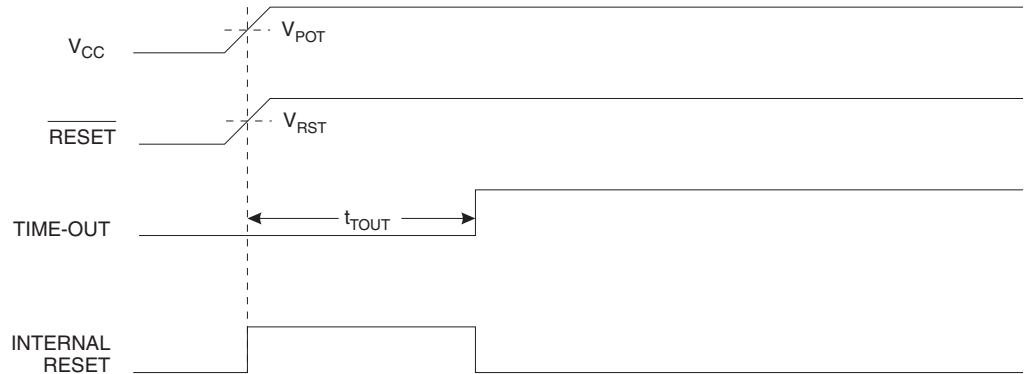 V_CC
V_POT
RESET
V_RST
TIME-OUT
t_TOUT
INTERNAL
RESET